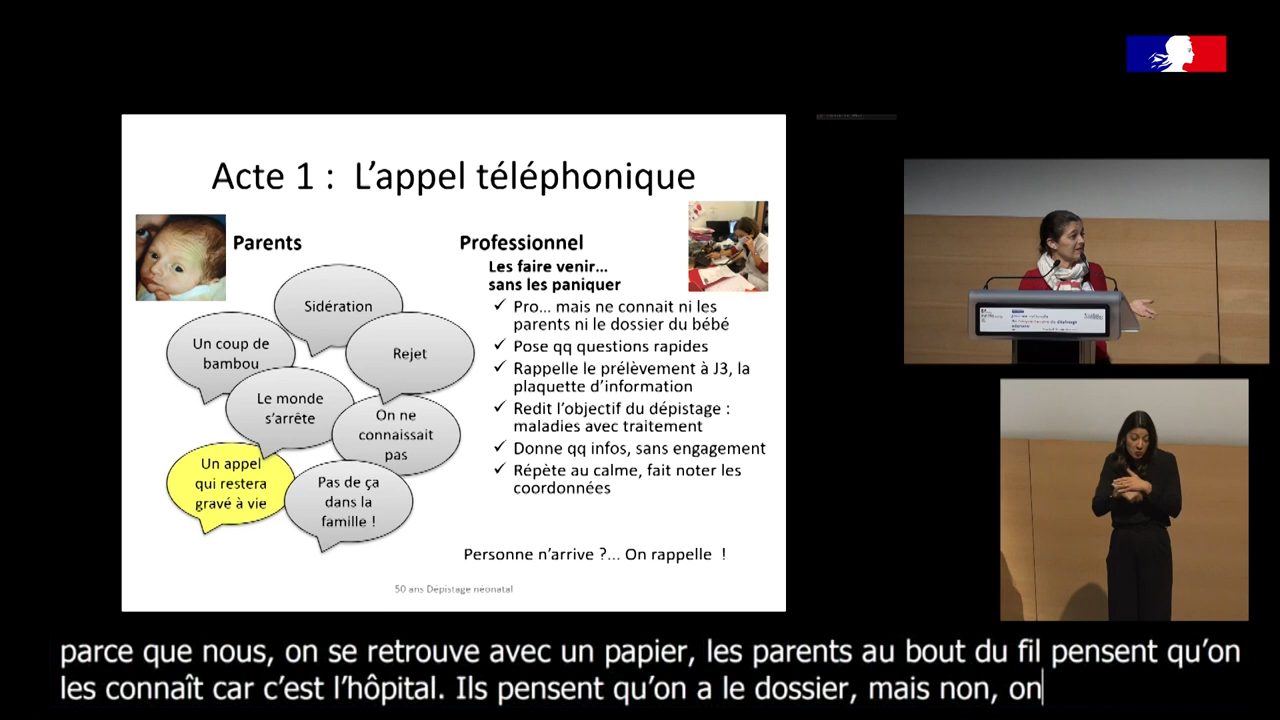 Acte 1 : L’appel téléphonique
Parents
Sidération
Un coup de
bambou
Rejet
Le monde
s’arrête
On ne
connaissait
pas
Un appel
qui restera
gravé à vie
Pas de ça
dans la
famille !
Professionnel
Les faire venir…
sans les paniquer
✓ Pro… mais ne connait ni les
parents ni le dossier du bébé
✓ Pose qq questions rapides
✓ Rappelle le prélèvement à J3, la
plaquette d’information
✓ Redit l’objectif du dépistage :
maladies avec traitement
✓ Donne qq infos, sans engagement
✓ Répète au calme, fait noter les
coordonnées
Personne n’arrive ?... On rappelle !
50 ans Dépistage néonatal
parce que nous, on se retrouve avec un papier, les parents au bout du fil pensent qu’on
les connaît car c’est l’hôpital. Ils pensent qu’on a le dossier, mais non, on